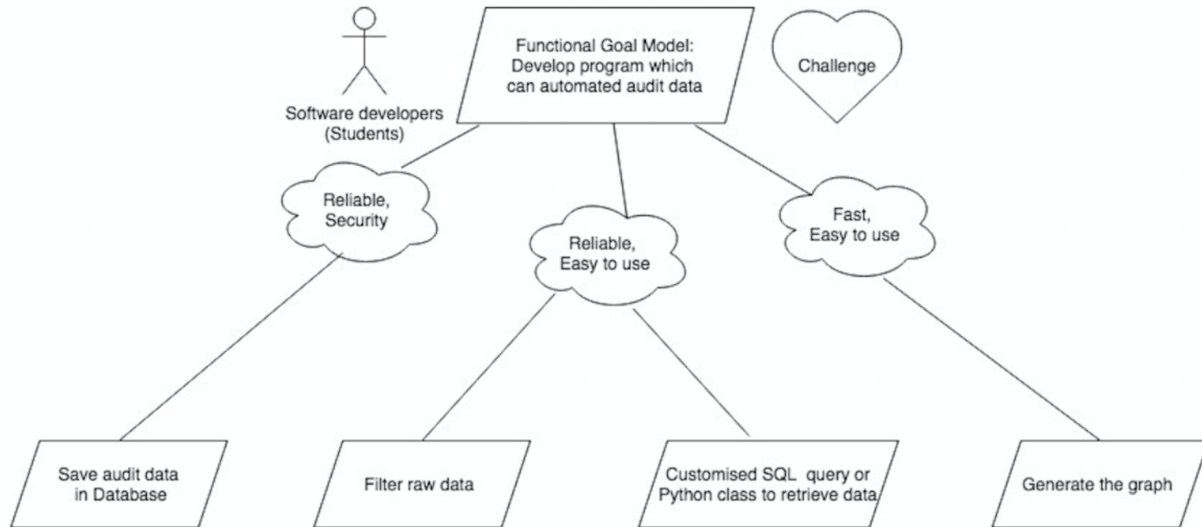 Functional Goal Model:
Develop program which
can automated audit data
Challenge
Software developers
(Students)
Reliable,
Security
Reliable,
Easy to use
Fast,
Easy to use
Save audit data
in Database
Filter raw data
Customised SQL query or
Python class to retrieve data
Generate the graph